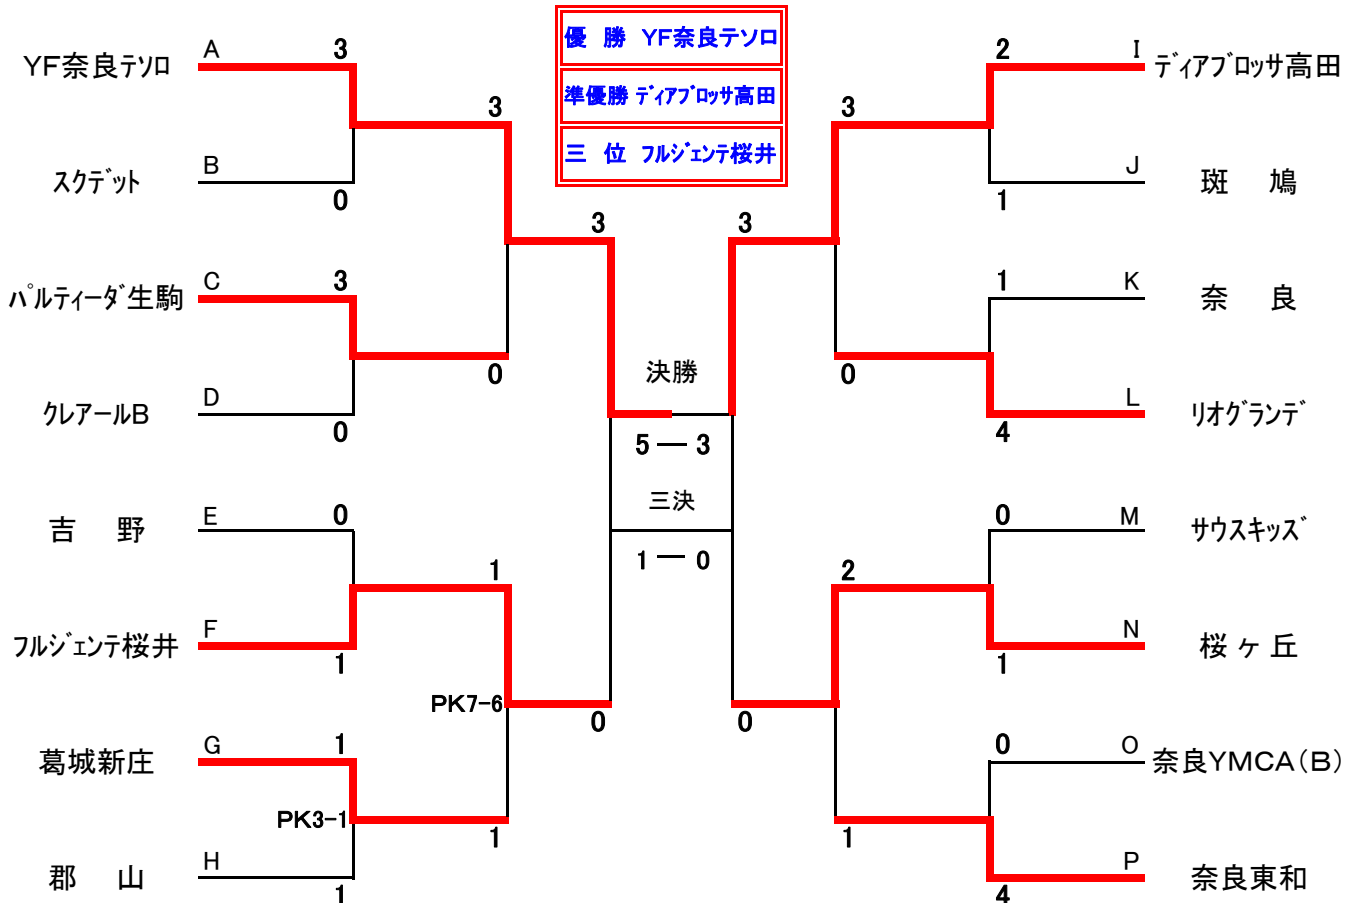 優 勝 YF奈良テソロ
準優勝 ディアブロッサ高田
三 位 フルジェンテ桜井
YF奈良テソロ A 3
スクデット B 0
3
パルティーダ生駒 C 3
クレアールB D 0
0
3
吉 野 E 0
フルジェンテ桜井 F 1
1
葛城新庄 G 1
PK3-1
郡 山 H 1
1
PK7-6
0
決勝
5 — 3
三決
1 — 0
2 I ディアブロッサ高田
1 J 斑 鳩
3
1 K 奈 良
4 L リオグランデ
0
3
0 M サウスキッズ
1 N 桜ヶ丘
2
0 O 奈良YMCA(B)
4 P 奈良東和
1
0